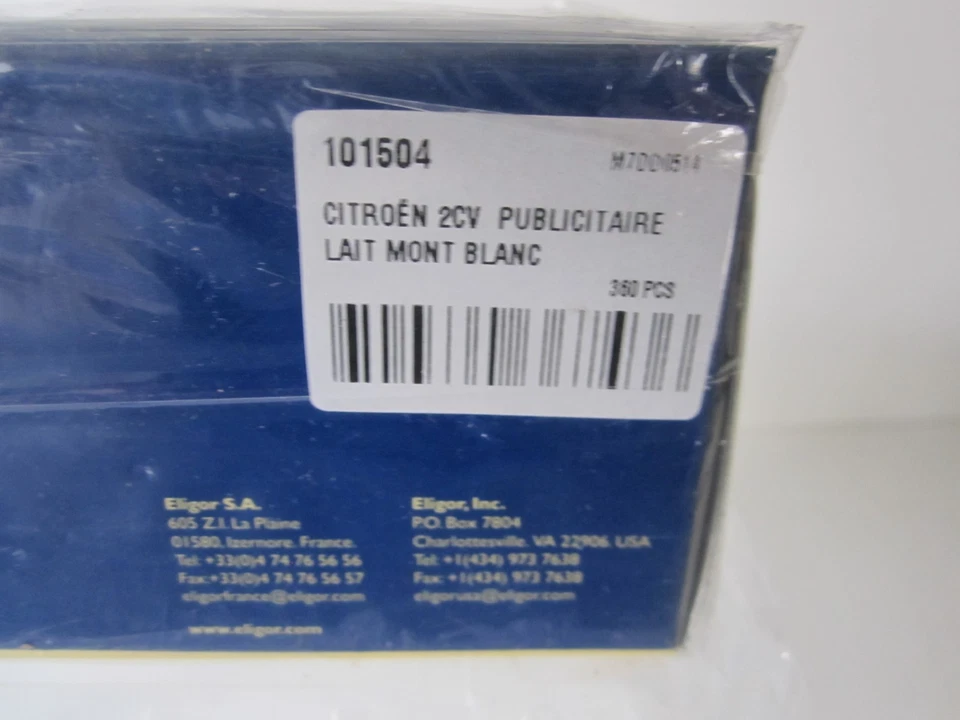 101504
M7DD0514
CITROËN 2CV PUBLICITAIRE
LAIT MONT BLANC
360 PCS
Eligor S.A.
605 Z.I. La Plaine
01580. Izernore. France.
Tel: +33(0)4 74 76 56 56
Fax:+33(0)4 74 76 56 57
eligorfrance@eligor.com
www.eligor.com
Eligor, Inc.
P.O. Box 7804
Charlottesville. VA 22906. USA
Tel: +1(434) 973 7638
Fax: +1(434) 973 7638
eligorusa@eligor.com